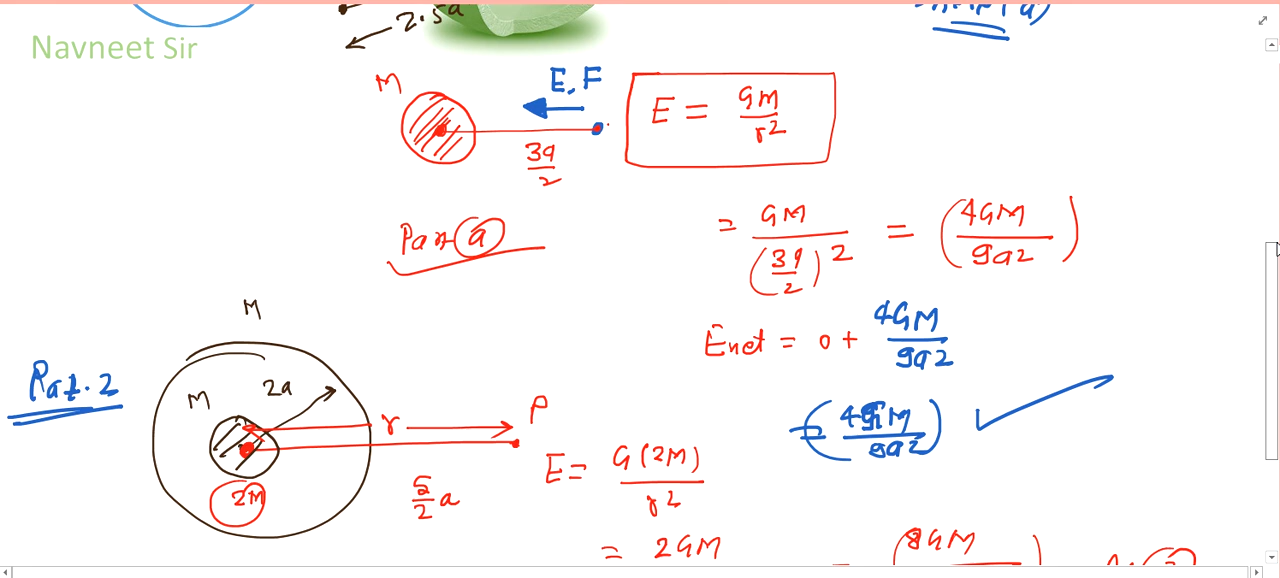 2.5a
Navneet Sir
M
E, F
E = GM / r2
3a/2
Part (a)
= GM / (3a/2)2 = (4GM / 9a2)
Enet = 0 + 4GM / 9a2
= (4GM / 9a2)
M
Pat. 2
M
2a
r
P
2M
5/2 a
E = G(2M) / r2
= 2GM
= (8GM